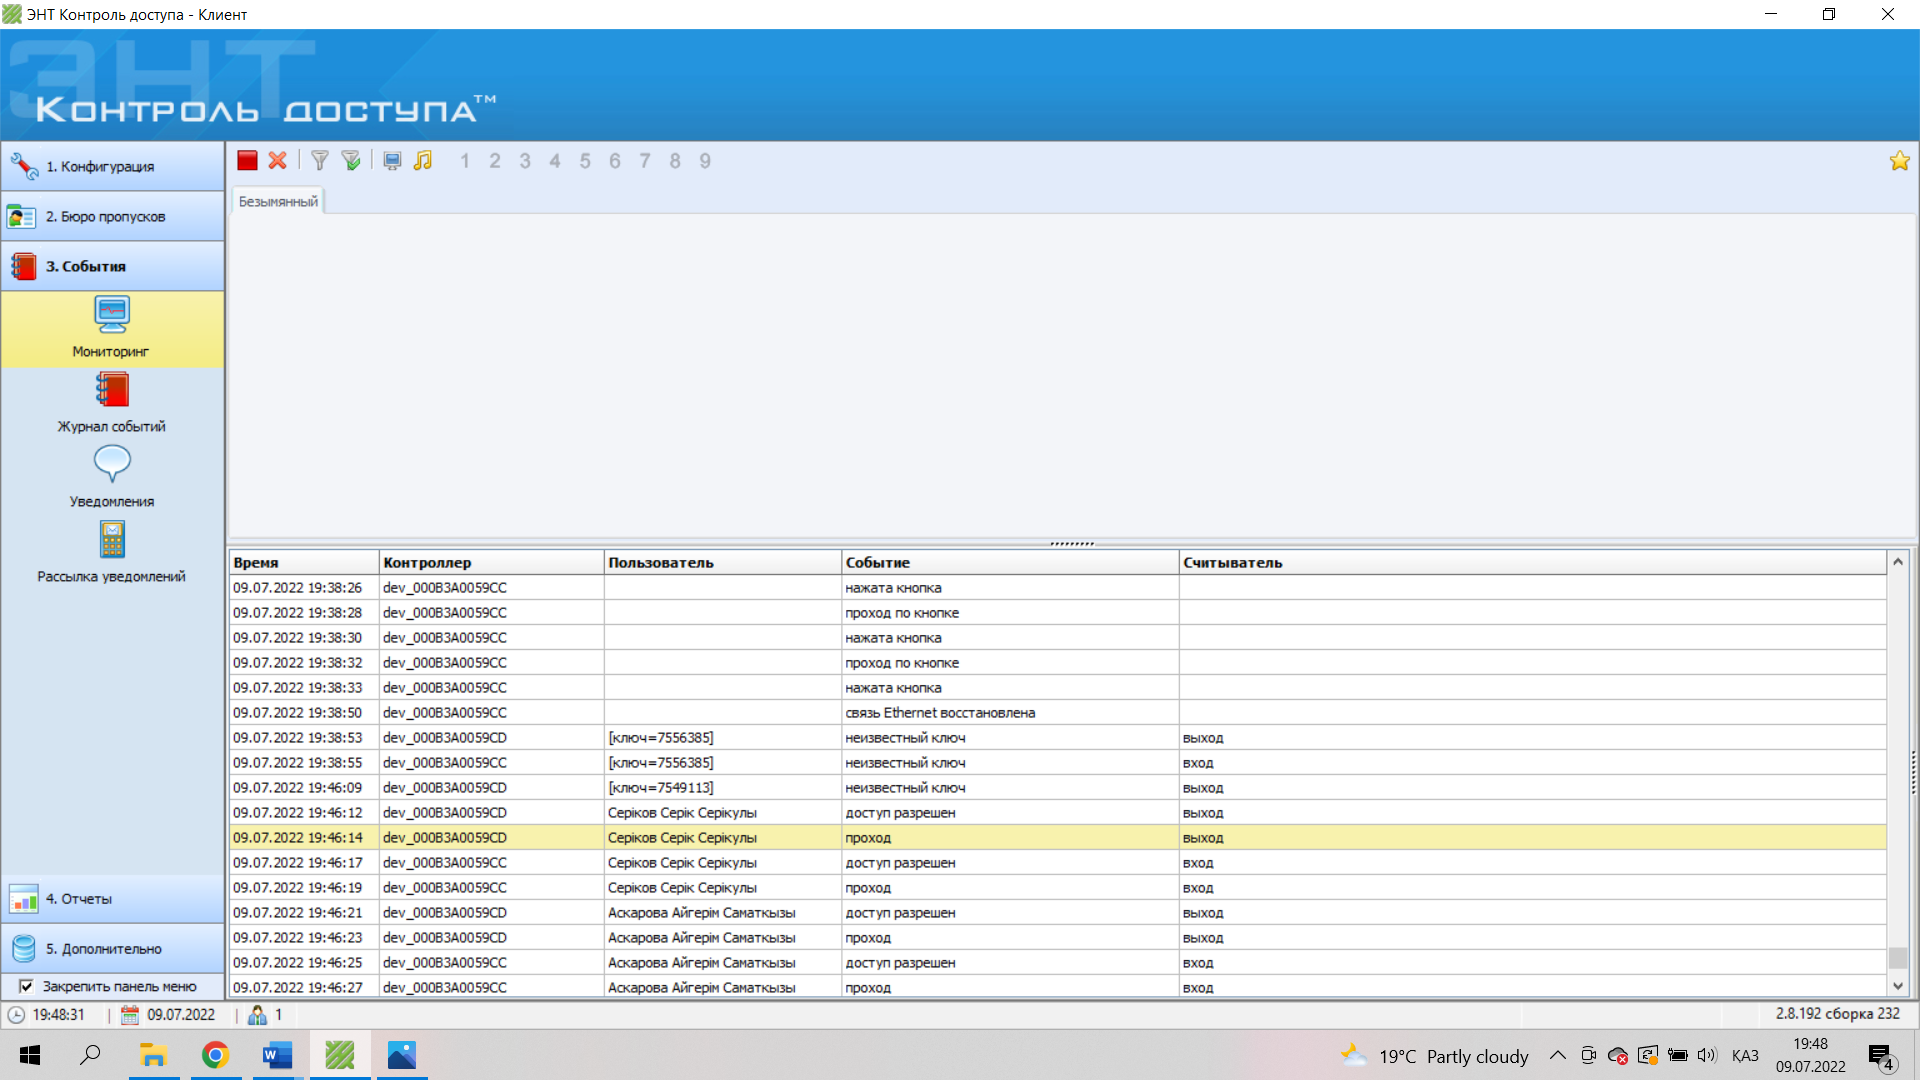 ЭНТ Контроль доступа - Клиент
ЭНТ
Контроль доступа™
1. Конфигурация
2. Бюро пропусков
3. События
Мониторинг
Журнал событий
Уведомления
Рассылка уведомлений
4. Отчеты
5. Дополнительно
Закрепить панель меню
1 2 3 4 5 6 7 8 9
Безымянный
Время Контроллер Пользователь Событие Считыватель
09.07.2022 19:38:26 dev_000B3A0059CC нажата кнопка
09.07.2022 19:38:28 dev_000B3A0059CC проход по кнопке
09.07.2022 19:38:30 dev_000B3A0059CC нажата кнопка
09.07.2022 19:38:32 dev_000B3A0059CC проход по кнопке
09.07.2022 19:38:33 dev_000B3A0059CC нажата кнопка
09.07.2022 19:38:50 dev_000B3A0059CC связь Ethernet восстановлена
09.07.2022 19:38:53 dev_000B3A0059CD [ключ=7556385] неизвестный ключ выход
09.07.2022 19:38:55 dev_000B3A0059CC [ключ=7556385] неизвестный ключ вход
09.07.2022 19:46:09 dev_000B3A0059CD [ключ=7549113] неизвестный ключ выход
09.07.2022 19:46:12 dev_000B3A0059CD Серіков Серік Серікулы доступ разрешен выход
09.07.2022 19:46:14 dev_000B3A0059CD Серіков Серік Серікулы проход выход
09.07.2022 19:46:17 dev_000B3A0059CC Серіков Серік Серікулы доступ разрешен вход
09.07.2022 19:46:19 dev_000B3A0059CC Серіков Серік Серікулы проход вход
09.07.2022 19:46:21 dev_000B3A0059CD Аскарова Айгерім Саматкызы доступ разрешен выход
09.07.2022 19:46:23 dev_000B3A0059CD Аскарова Айгерім Саматкызы проход выход
09.07.2022 19:46:25 dev_000B3A0059CC Аскарова Айгерім Саматкызы доступ разрешен вход
09.07.2022 19:46:27 dev_000B3A0059CC Аскарова Айгерім Саматкызы проход вход
19:48:31 09.07.2022 1 2.8.192 сборка 232
19°C Partly cloudy ҚАЗ 19:48
09.07.2022
4